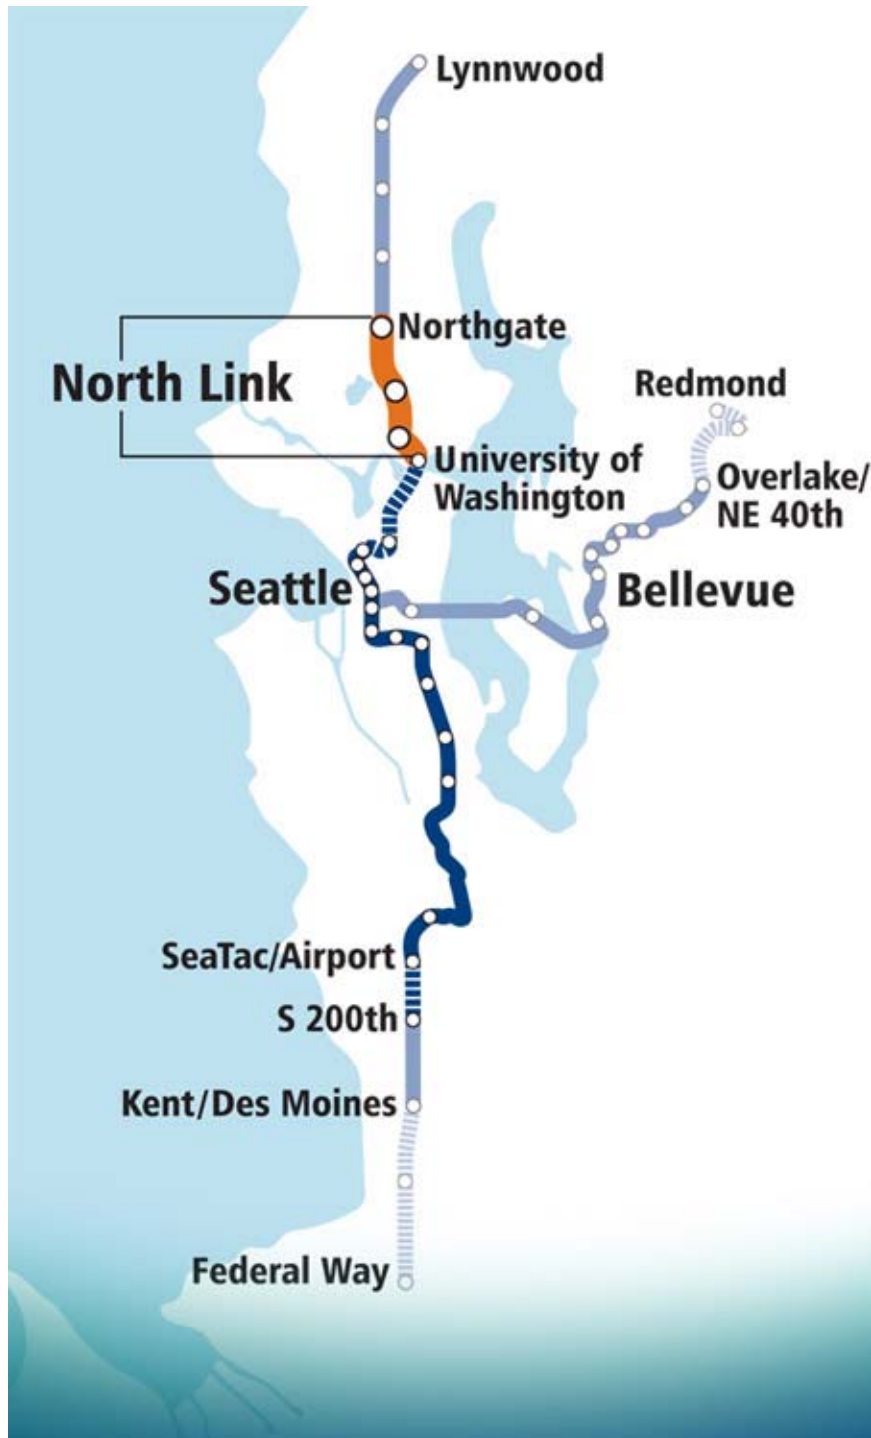 Lynnwood
Northgate
North Link
Redmond
University of
Washington
Overlake/
NE 40th
Seattle
Bellevue
SeaTac/Airport
S 200th
Kent/Des Moines
Federal Way